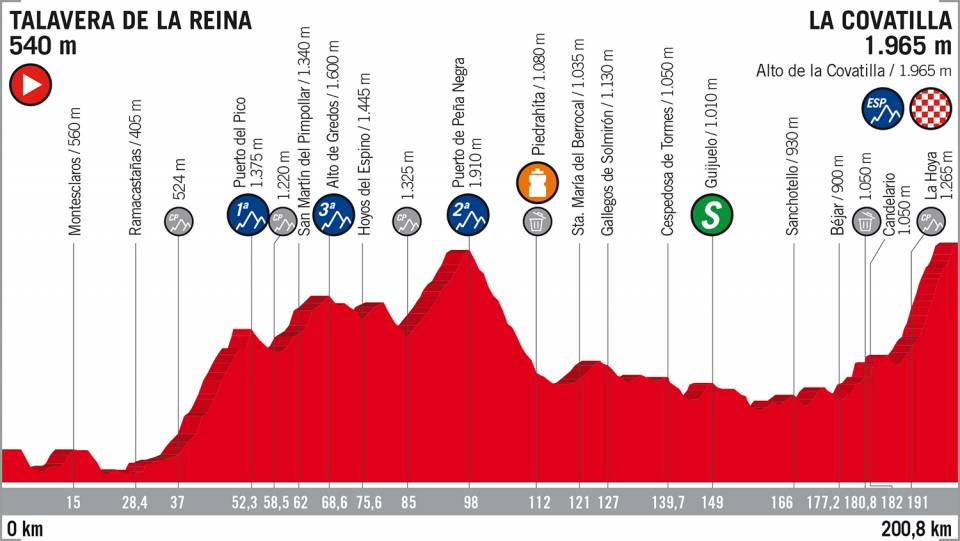 TALAVERA DE LA REINA
540 m
LA COVATILLA
1.965 m
Alto de la Covatilla / 1.965 m
ESP.
Montesclaros / 560 m
Ramacastañas / 405 m
524 m
CP
Puerto del Pico
1.375 m
1ª
1.220 m
CP
San Martín del Pimpollar / 1.340 m
Alto de Gredos / 1.600 m
3ª
Hoyos del Espino / 1.445 m
1.325 m
CP
Puerto de Peña Negra
1.910 m
2ª
Piedrahíta / 1.080 m
Sta. María del Berrocal / 1.035 m
Gallegos de Solmirón / 1.130 m
Cespedosa de Tormes / 1.050 m
Guijuelo / 1.010 m
S
Sanchotello / 930 m
Béjar / 900 m
1.050 m
Candelario
1.050 m
La Hoya
1.265 m
CP
15
28,4
37
52,3
58,5
62
68,6
75,6
85
98
112
121
127
139,7
149
166
177,2
180,8
182
191
0 km
200,8 km